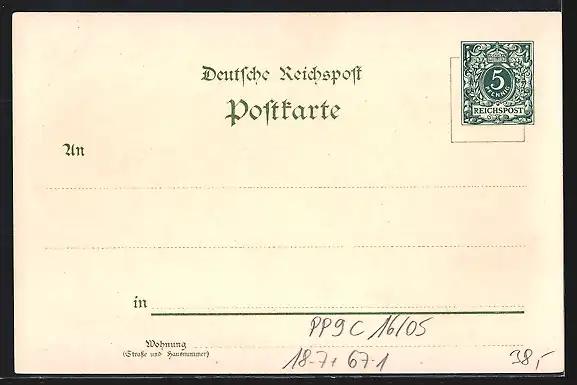 Deutsche Reichspost
Postkarte
5
PFENNIG
REICHSPOST
An
in
Wohnung
(Straße und Hausnummer)
PP9 C 16/05
18-7+ 67-1
38,-